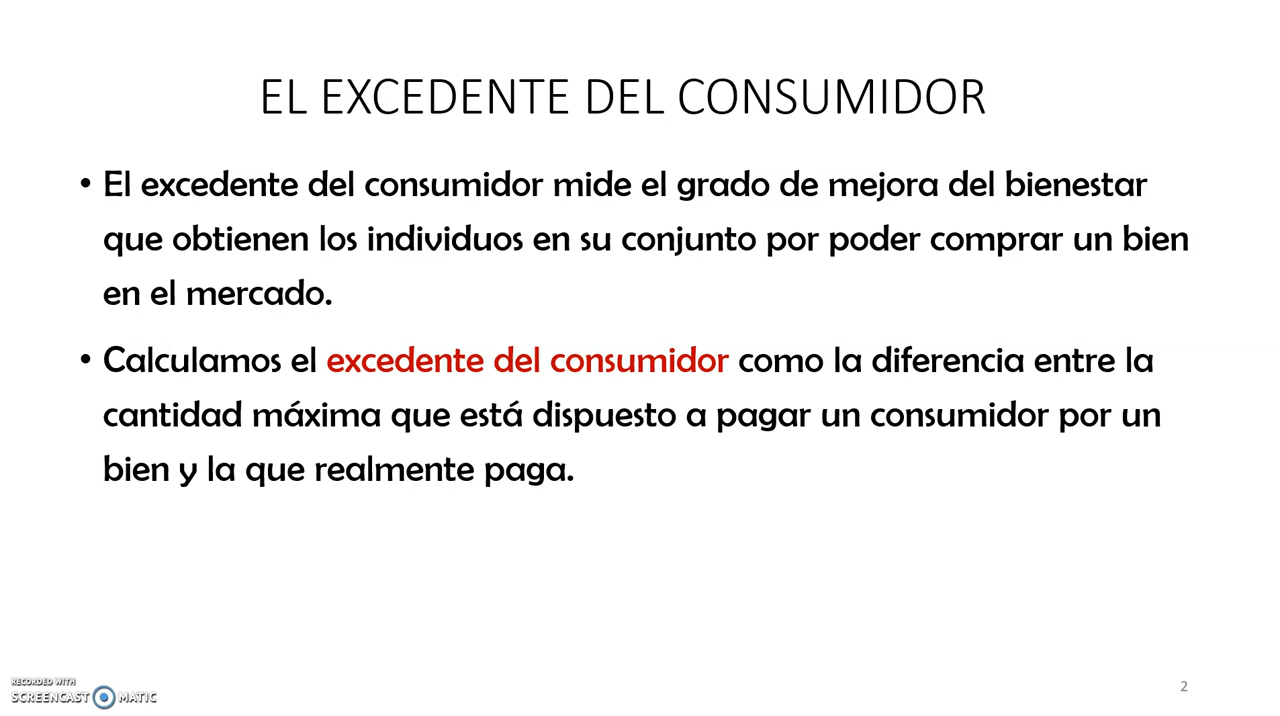 EL EXCEDENTE DEL CONSUMIDOR
• El excedente del consumidor mide el grado de mejora del bienestar
que obtienen los individuos en su conjunto por poder comprar un bien
en el mercado.
• Calculamos el excedente del consumidor como la diferencia entre la
cantidad máxima que está dispuesto a pagar un consumidor por un
bien y la que realmente paga.
RECORDED WITH
SCREENCAST MATIC
2